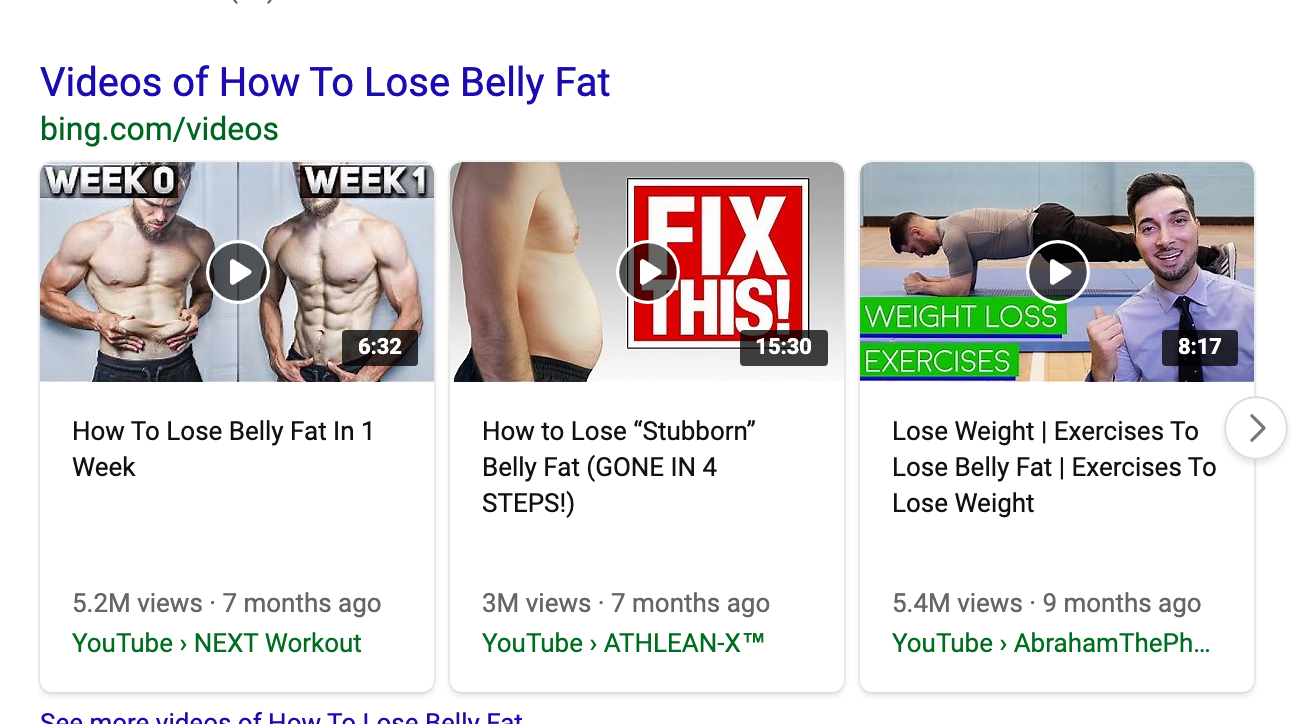 Videos of How To Lose Belly Fat
bing.com/videos
WEEK 0
WEEK 1
6:32
How To Lose Belly Fat In 1
Week
5.2M views · 7 months ago
YouTube › NEXT Workout
FIX
THIS!
15:30
How to Lose “Stubborn”
Belly Fat (GONE IN 4
STEPS!)
3M views · 7 months ago
YouTube › ATHLEAN-X™
WEIGHT LOSS
EXERCISES
8:17
Lose Weight | Exercises To
Lose Belly Fat | Exercises To
Lose Weight
5.4M views · 9 months ago
YouTube › AbrahamThePh...
See more videos of How To Lose Belly Fat